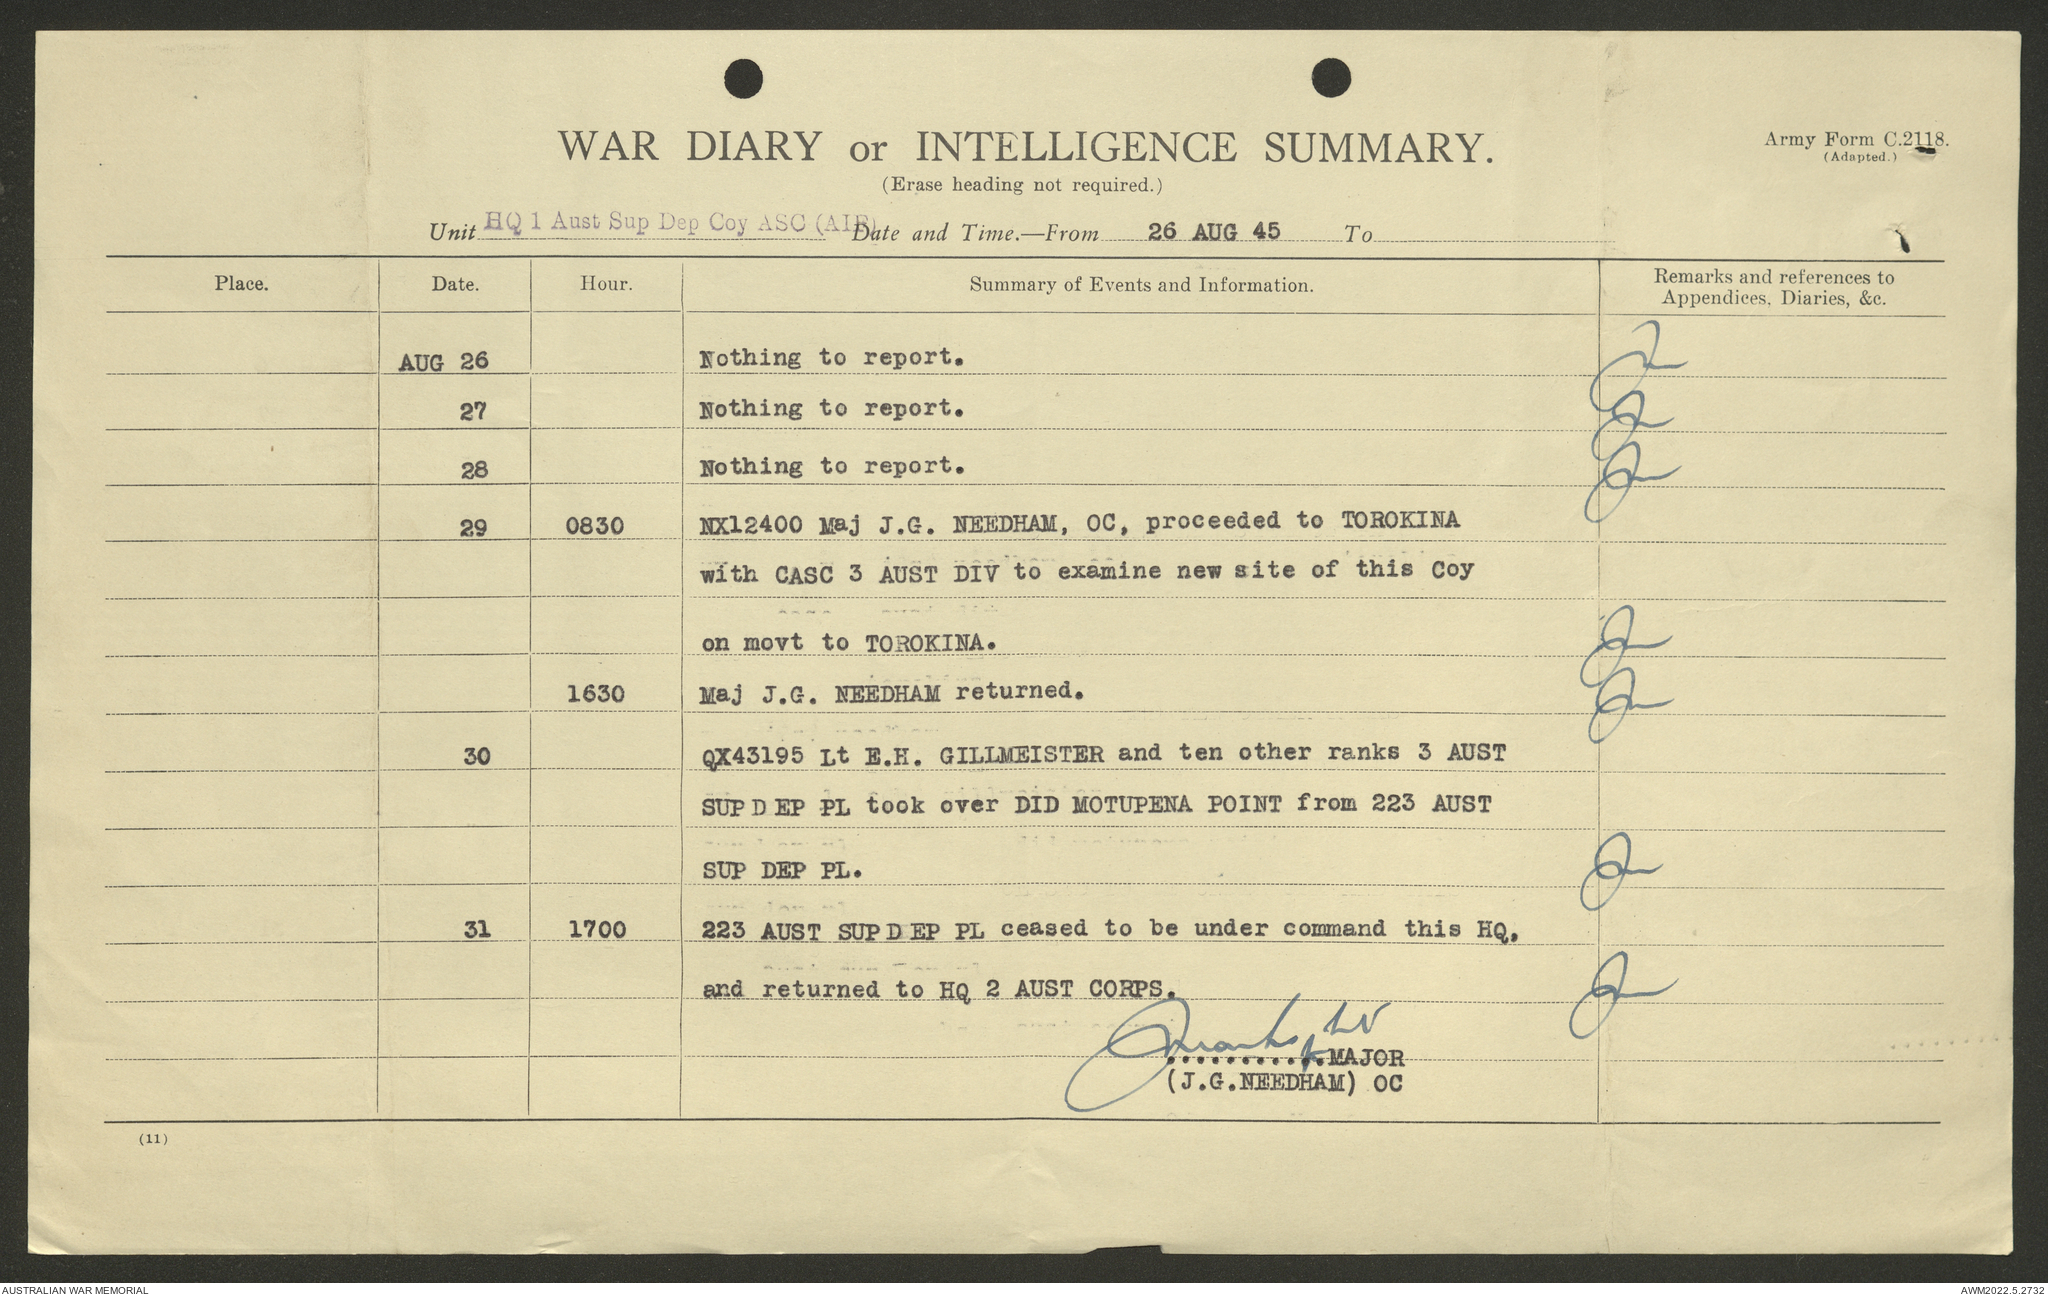 WAR DIARY or INTELLIGENCE SUMMARY.
Army Form C.2118.
(Adapted.)
(Erase heading not required.)
Unit HQ 1 Aust Sup Dep Coy ASC (AIF) Date and Time.—From 26 AUG 45 To
Place. Date. Hour. Summary of Events and Information. Remarks and references to
Appendices, Diaries, &c.
AUG 26 Nothing to report.
27 Nothing to report.
28 Nothing to report.
29 0830 NX12400 Maj J.G. NEEDHAM, OC, proceeded to TOROKINA
with CASC 3 AUST DIV to examine new site of this Coy
on movt to TOROKINA.
1630 Maj J.G. NEEDHAM returned.
30 QX43195 Lt E.H. GILLMEISTER and ten other ranks 3 AUST
SUP DEP PL took over DID MOTUPENA POINT from 223 AUST
SUP DEP PL.
31 1700 223 AUST SUP DEP PL ceased to be under command this HQ,
and returned to HQ 2 AUST CORPS.
...........MAJOR
(J.G.NEEDHAM) OC
(11)
AUSTRALIAN WAR MEMORIAL
AWM2022.5.2732